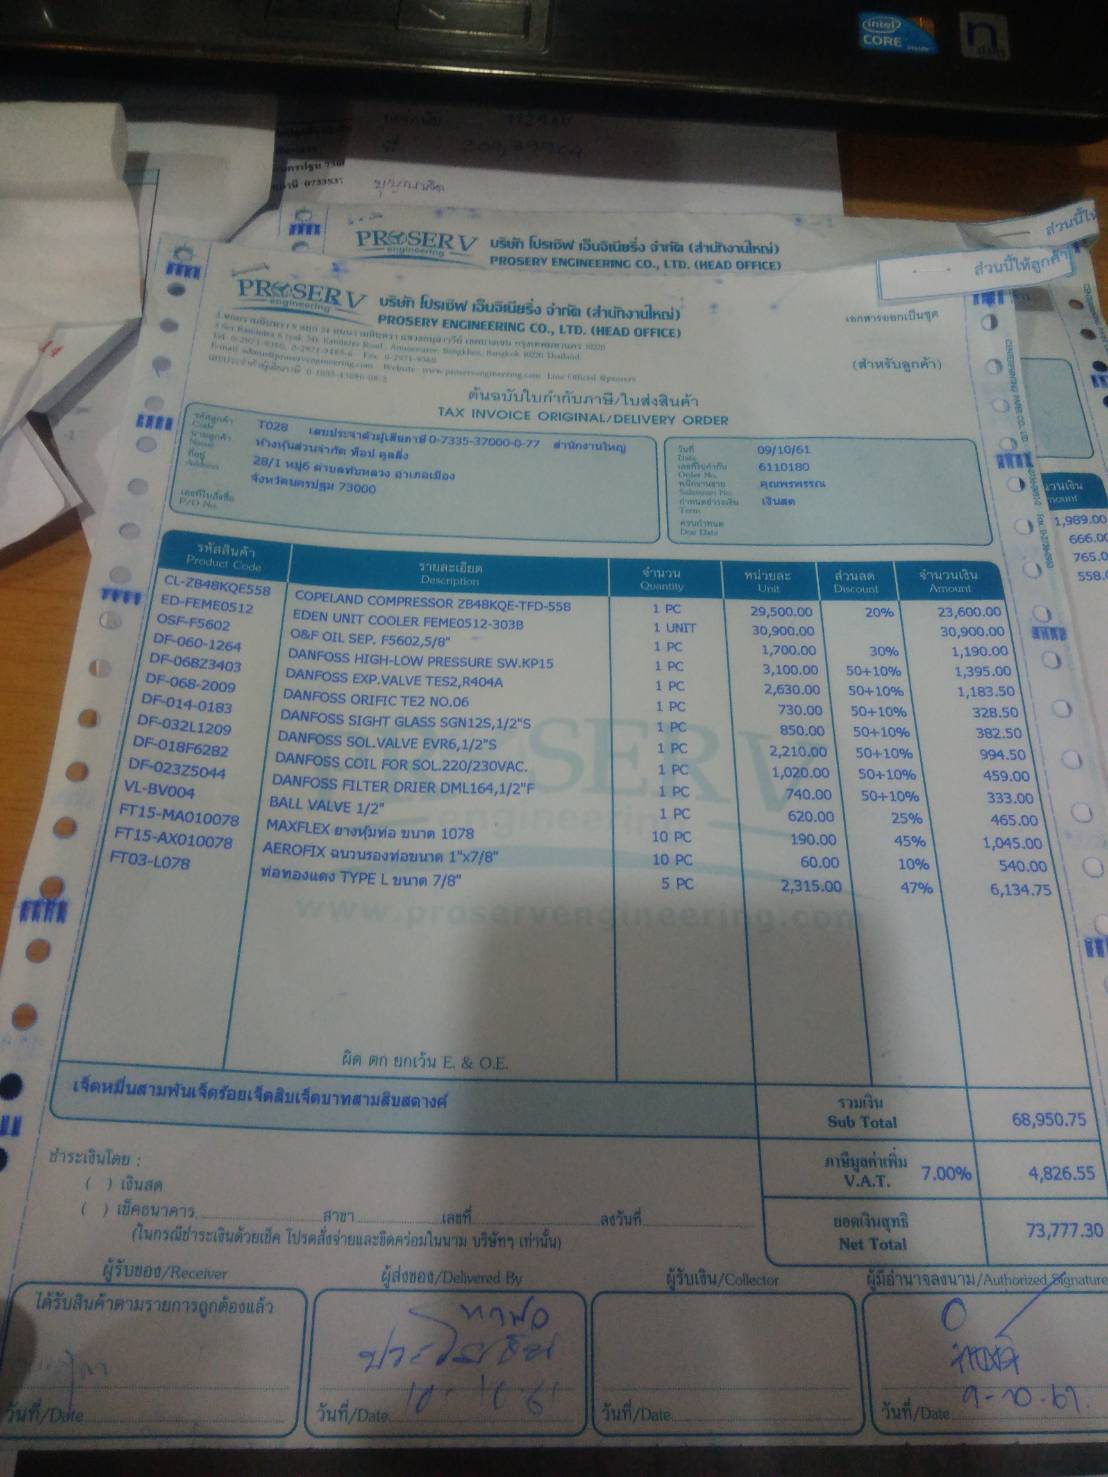 intel
CORE
PROSERV
engineering
บริษัท โปรเซิฟ เอ็นจิเนียริ่ง จำกัด (สำนักงานใหญ่)
PROSERV ENGINEERING CO., LTD. (HEAD OFFICE)
ส่วนนี้ให้ลูกค้า
PROSERV
engineering
บริษัท โปรเซิฟ เอ็นจิเนียริ่ง จำกัด (สำนักงานใหญ่)
PROSERV ENGINEERING CO., LTD. (HEAD OFFICE)
เอกสารออกเป็นชุด
(สำหรับลูกค้า)
ต้นฉบับใบกำกับภาษี/ใบส่งสินค้า
TAX INVOICE ORIGINAL/DELIVERY ORDER
รหัสลูกค้า Code T028 เลขประจำตัวผู้เสียภาษี 0-7335-37000-0-77 สำนักงานใหญ่
นามลูกค้า Name ห้างหุ้นส่วนจำกัด ท็อป คูลลิ่ง
ที่อยู่ Address 28/1 หมู่6 ตำบลทับหลวง อำเภอเมือง
จังหวัดนครปฐม 73000
เลขที่ใบสั่งซื้อ P/O No.
วันที่ Date 09/10/61
เลขที่ใบกำกับ Order No. 6110180
พนักงานขาย Salesman No. คุณพรพรรณ
กำหนดชำระเงิน Term เงินสด
ครบกำหนด Due Date
รหัสสินค้า รายละเอียด จำนวน หน่วยละ ส่วนลด จำนวนเงิน
Product Code Description Quantity Unit Discount Amount
CL-ZB48KQE558 COPELAND COMPRESSOR ZB48KQE-TFD-558 1 PC 29,500.00 20% 23,600.00
ED-FEME0512 EDEN UNIT COOLER FEME0512-303B 1 UNIT 30,900.00 30,900.00
OSF-F5602 O&F OIL SEP. F5602,5/8" 1 PC 1,700.00 30% 1,190.00
DF-060-1264 DANFOSS HIGH-LOW PRESSURE SW.KP15 1 PC 3,100.00 50+10% 1,395.00
DF-068Z3403 DANFOSS EXP.VALVE TES2,R404A 1 PC 2,630.00 50+10% 1,183.50
DF-068-2009 DANFOSS ORIFIC TE2 NO.06 1 PC 730.00 50+10% 328.50
DF-014-0183 DANFOSS SIGHT GLASS SGN12S,1/2"S 1 PC 850.00 50+10% 382.50
DF-032L1209 DANFOSS SOL.VALVE EVR6,1/2"S 1 PC 2,210.00 50+10% 994.50
DF-018F6282 DANFOSS COIL FOR SOL.220/230VAC. 1 PC 1,020.00 50+10% 459.00
DF-023Z5044 DANFOSS FILTER DRIER DML164,1/2"F 1 PC 740.00 50+10% 333.00
VL-BV004 BALL VALVE 1/2" 1 PC 620.00 25% 465.00
FT15-MA010078 MAXFLEX ยางหุ้มท่อ ขนาด 1078 10 PC 190.00 45% 1,045.00
FT15-AX010078 AEROFIX ฉนวนรองท่อขนาด 1"x7/8" 10 PC 60.00 10% 540.00
FT03-L078 ท่อทองแดง TYPE L ขนาด 7/8" 5 PC 2,315.00 47% 6,134.75
PROSERV
engineering
www.proservengineering.com
ผิด ตก ยกเว้น E. & O.E.
เจ็ดหมื่นสามพันเจ็ดร้อยเจ็ดสิบเจ็ดบาทสามสิบสตางค์
รวมเงิน
Sub Total 68,950.75
ภาษีมูลค่าเพิ่ม
V.A.T. 7.00% 4,826.55
ยอดเงินสุทธิ
Net Total 73,777.30
ชำระเงินโดย :
( ) เงินสด
( ) เช็คธนาคาร สาขา เลขที่ ลงวันที่
(ในกรณีชำระเงินด้วยเช็ค โปรดสั่งจ่ายและขีดคร่อมในนาม บริษัทฯ เท่านั้น)
ผู้รับของ/Receiver ผู้ส่งของ/Delivered By ผู้รับเงิน/Collector ผู้มีอำนาจลงนาม/Authorized Signature
ได้รับสินค้าตามรายการถูกต้องแล้ว
9-10-61
วันที่/Date วันที่/Date วันที่/Date วันที่/Date
1,989.00
666.00
765.0
558.